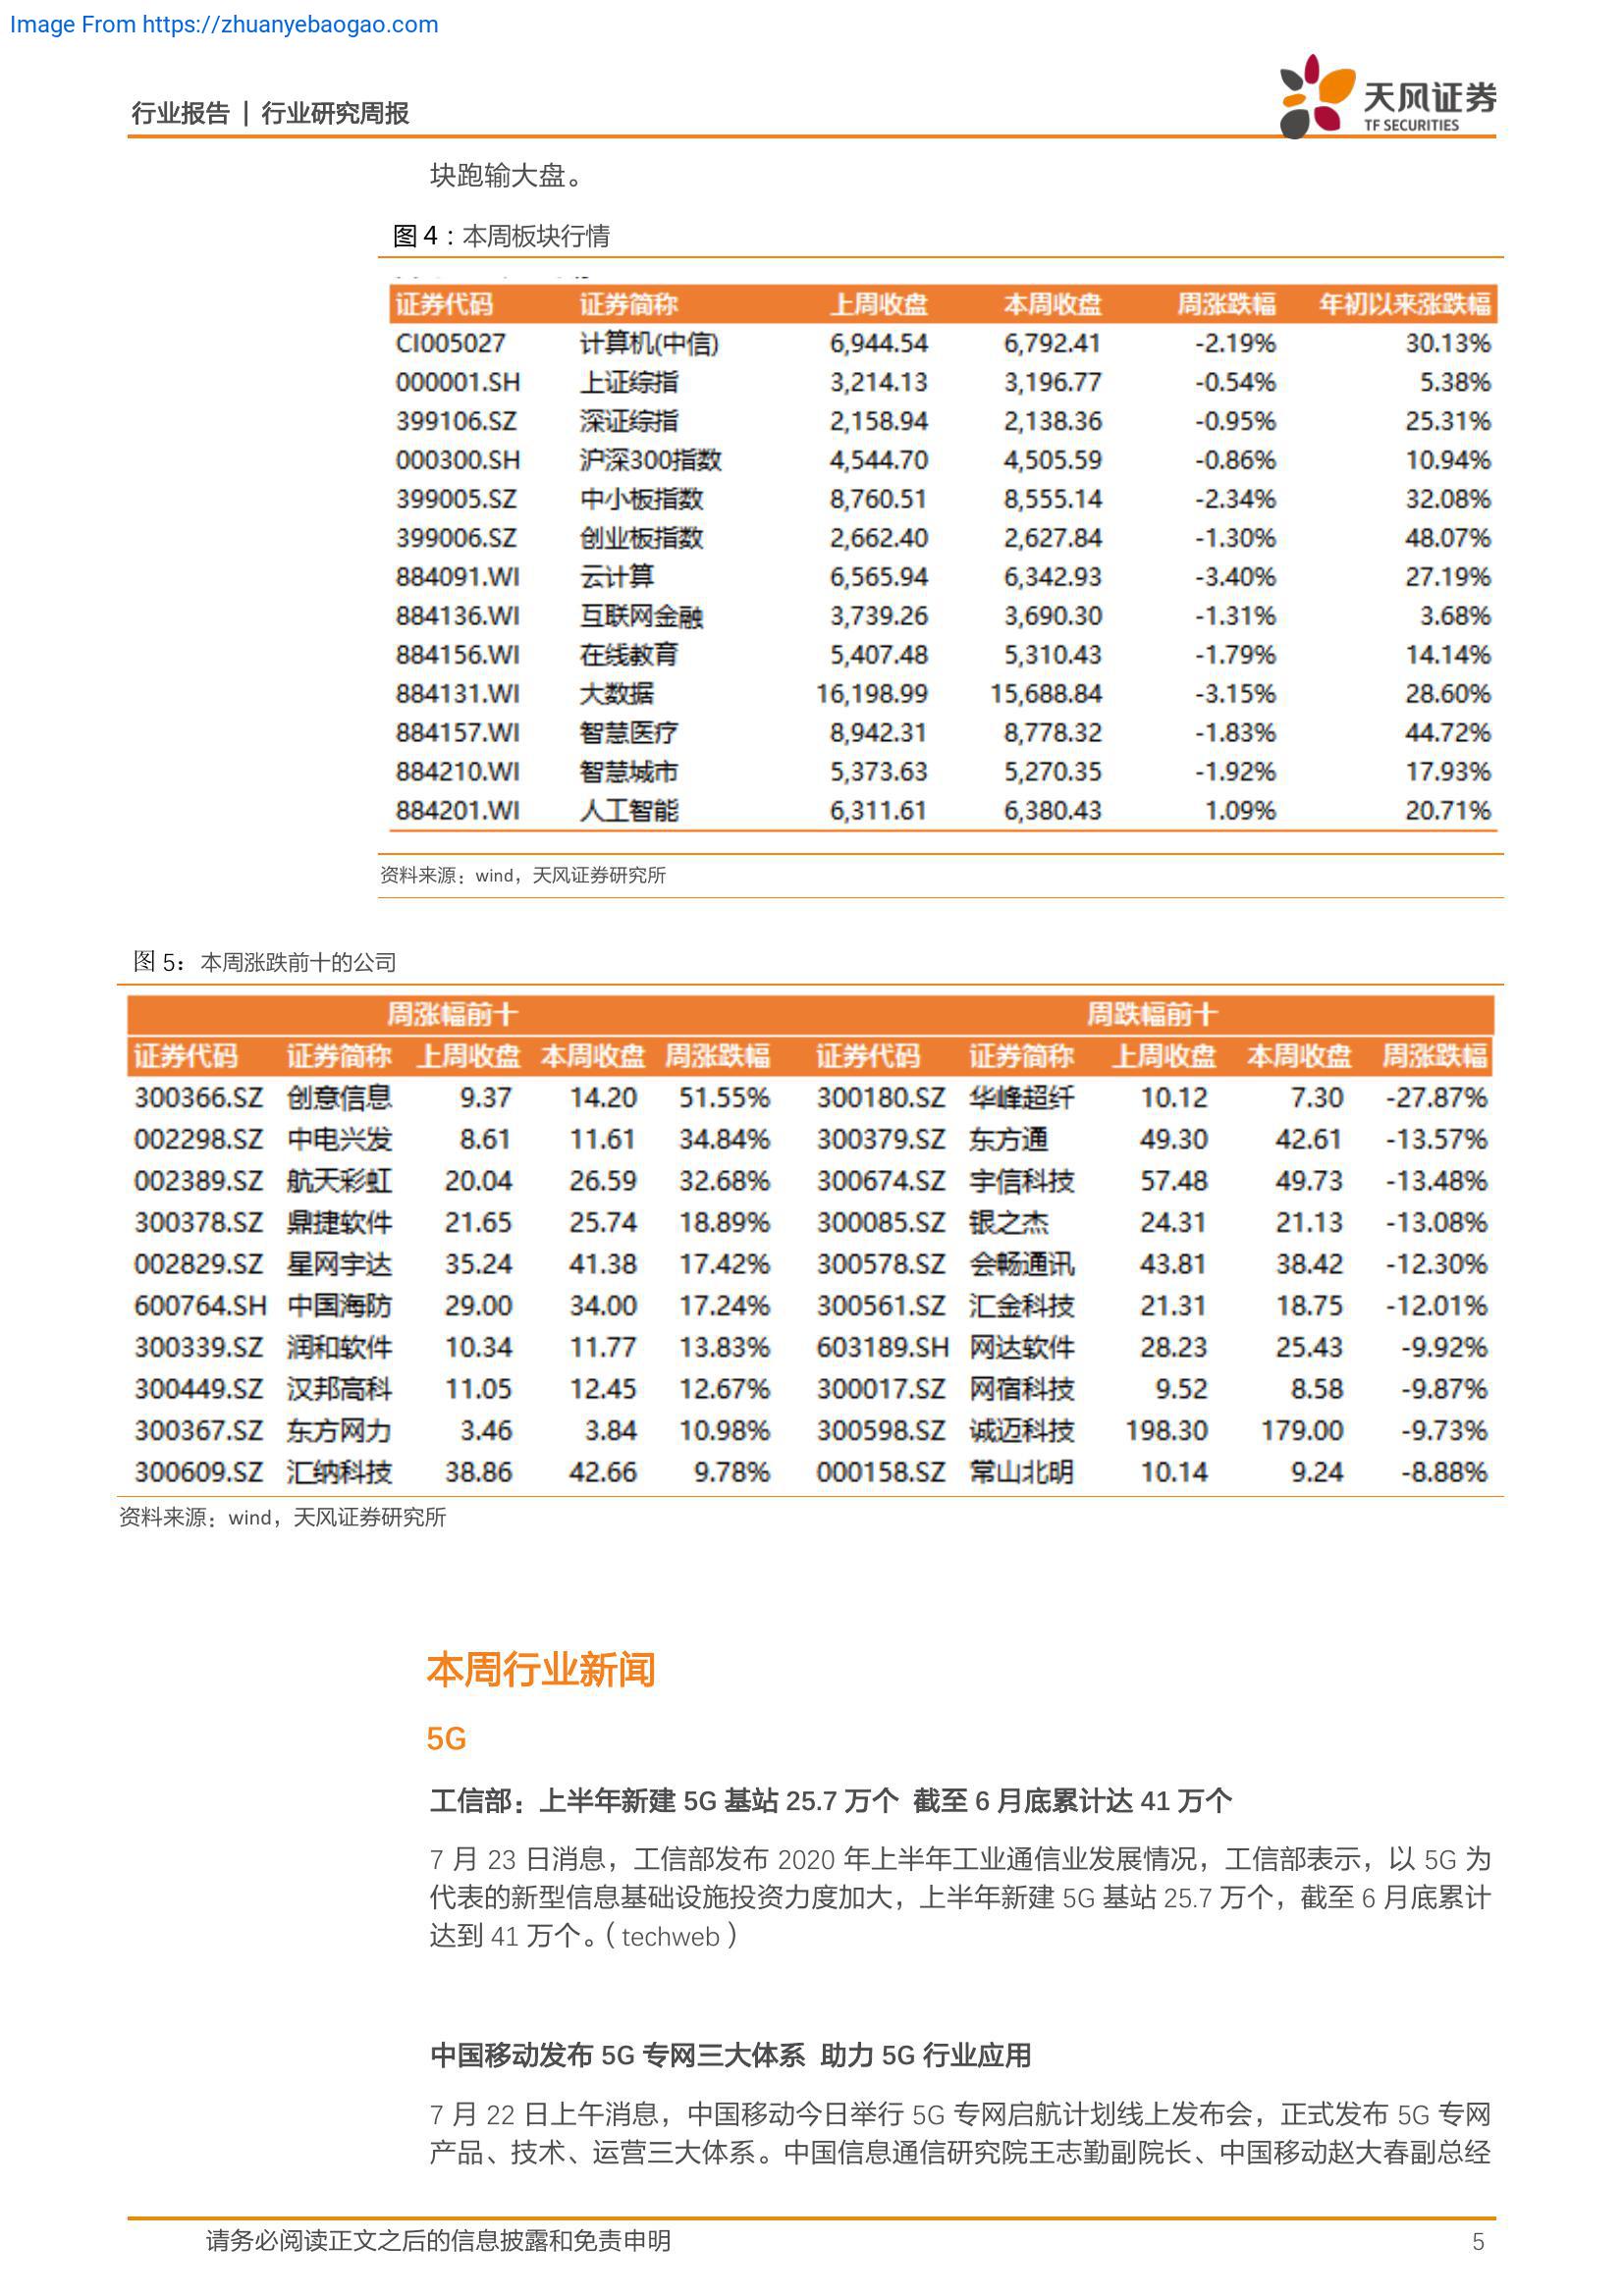 Image From https://zhuanyebaogao.com
行业报告 | 行业研究周报
天风证券
TF SECURITIES
块跑输大盘。
图 4：本周板块行情
证券代码 证券简称 上周收盘 本周收盘 周涨跌幅 年初以来涨跌幅
CI005027 计算机(中信) 6,944.54 6,792.41 -2.19% 30.13%
000001.SH 上证综指 3,214.13 3,196.77 -0.54% 5.38%
399106.SZ 深证综指 2,158.94 2,138.36 -0.95% 25.31%
000300.SH 沪深300指数 4,544.70 4,505.59 -0.86% 10.94%
399005.SZ 中小板指数 8,760.51 8,555.14 -2.34% 32.08%
399006.SZ 创业板指数 2,662.40 2,627.84 -1.30% 48.07%
884091.WI 云计算 6,565.94 6,342.93 -3.40% 27.19%
884136.WI 互联网金融 3,739.26 3,690.30 -1.31% 3.68%
884156.WI 在线教育 5,407.48 5,310.43 -1.79% 14.14%
884131.WI 大数据 16,198.99 15,688.84 -3.15% 28.60%
884157.WI 智慧医疗 8,942.31 8,778.32 -1.83% 44.72%
884210.WI 智慧城市 5,373.63 5,270.35 -1.92% 17.93%
884201.WI 人工智能 6,311.61 6,380.43 1.09% 20.71%
资料来源：wind，天风证券研究所
图 5：本周涨跌前十的公司
周涨幅前十 周跌幅前十
证券代码 证券简称 上周收盘 本周收盘 周涨跌幅 证券代码 证券简称 上周收盘 本周收盘 周涨跌幅
300366.SZ 创意信息 9.37 14.20 51.55% 300180.SZ 华峰超纤 10.12 7.30 -27.87%
002298.SZ 中电兴发 8.61 11.61 34.84% 300379.SZ 东方通 49.30 42.61 -13.57%
002389.SZ 航天彩虹 20.04 26.59 32.68% 300674.SZ 宇信科技 57.48 49.73 -13.48%
300378.SZ 鼎捷软件 21.65 25.74 18.89% 300085.SZ 银之杰 24.31 21.13 -13.08%
002829.SZ 星网宇达 35.24 41.38 17.42% 300578.SZ 会畅通讯 43.81 38.42 -12.30%
600764.SH 中国海防 29.00 34.00 17.24% 300561.SZ 汇金科技 21.31 18.75 -12.01%
300339.SZ 润和软件 10.34 11.77 13.83% 603189.SH 网达软件 28.23 25.43 -9.92%
300449.SZ 汉邦高科 11.05 12.45 12.67% 300017.SZ 网宿科技 9.52 8.58 -9.87%
300367.SZ 东方网力 3.46 3.84 10.98% 300598.SZ 诚迈科技 198.30 179.00 -9.73%
300609.SZ 汇纳科技 38.86 42.66 9.78% 000158.SZ 常山北明 10.14 9.24 -8.88%
资料来源：wind，天风证券研究所
本周行业新闻
5G
工信部：上半年新建 5G 基站 25.7 万个 截至 6 月底累计达 41 万个
7 月 23 日消息，工信部发布 2020 年上半年工业通信业发展情况，工信部表示，以 5G 为
代表的新型信息基础设施投资力度加大，上半年新建 5G 基站 25.7 万个，截至 6 月底累计
达到 41 万个。（techweb）
中国移动发布 5G 专网三大体系 助力 5G 行业应用
7 月 22 日上午消息，中国移动今日举行 5G 专网启航计划线上发布会，正式发布 5G 专网
产品、技术、运营三大体系。中国信息通信研究院王志勤副院长、中国移动赵大春副总经
请务必阅读正文之后的信息披露和免责申明 5